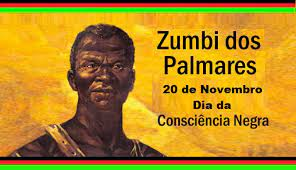 Zumbi dos
Palmares
20 de Novembro
Dia da
Consciência Negra